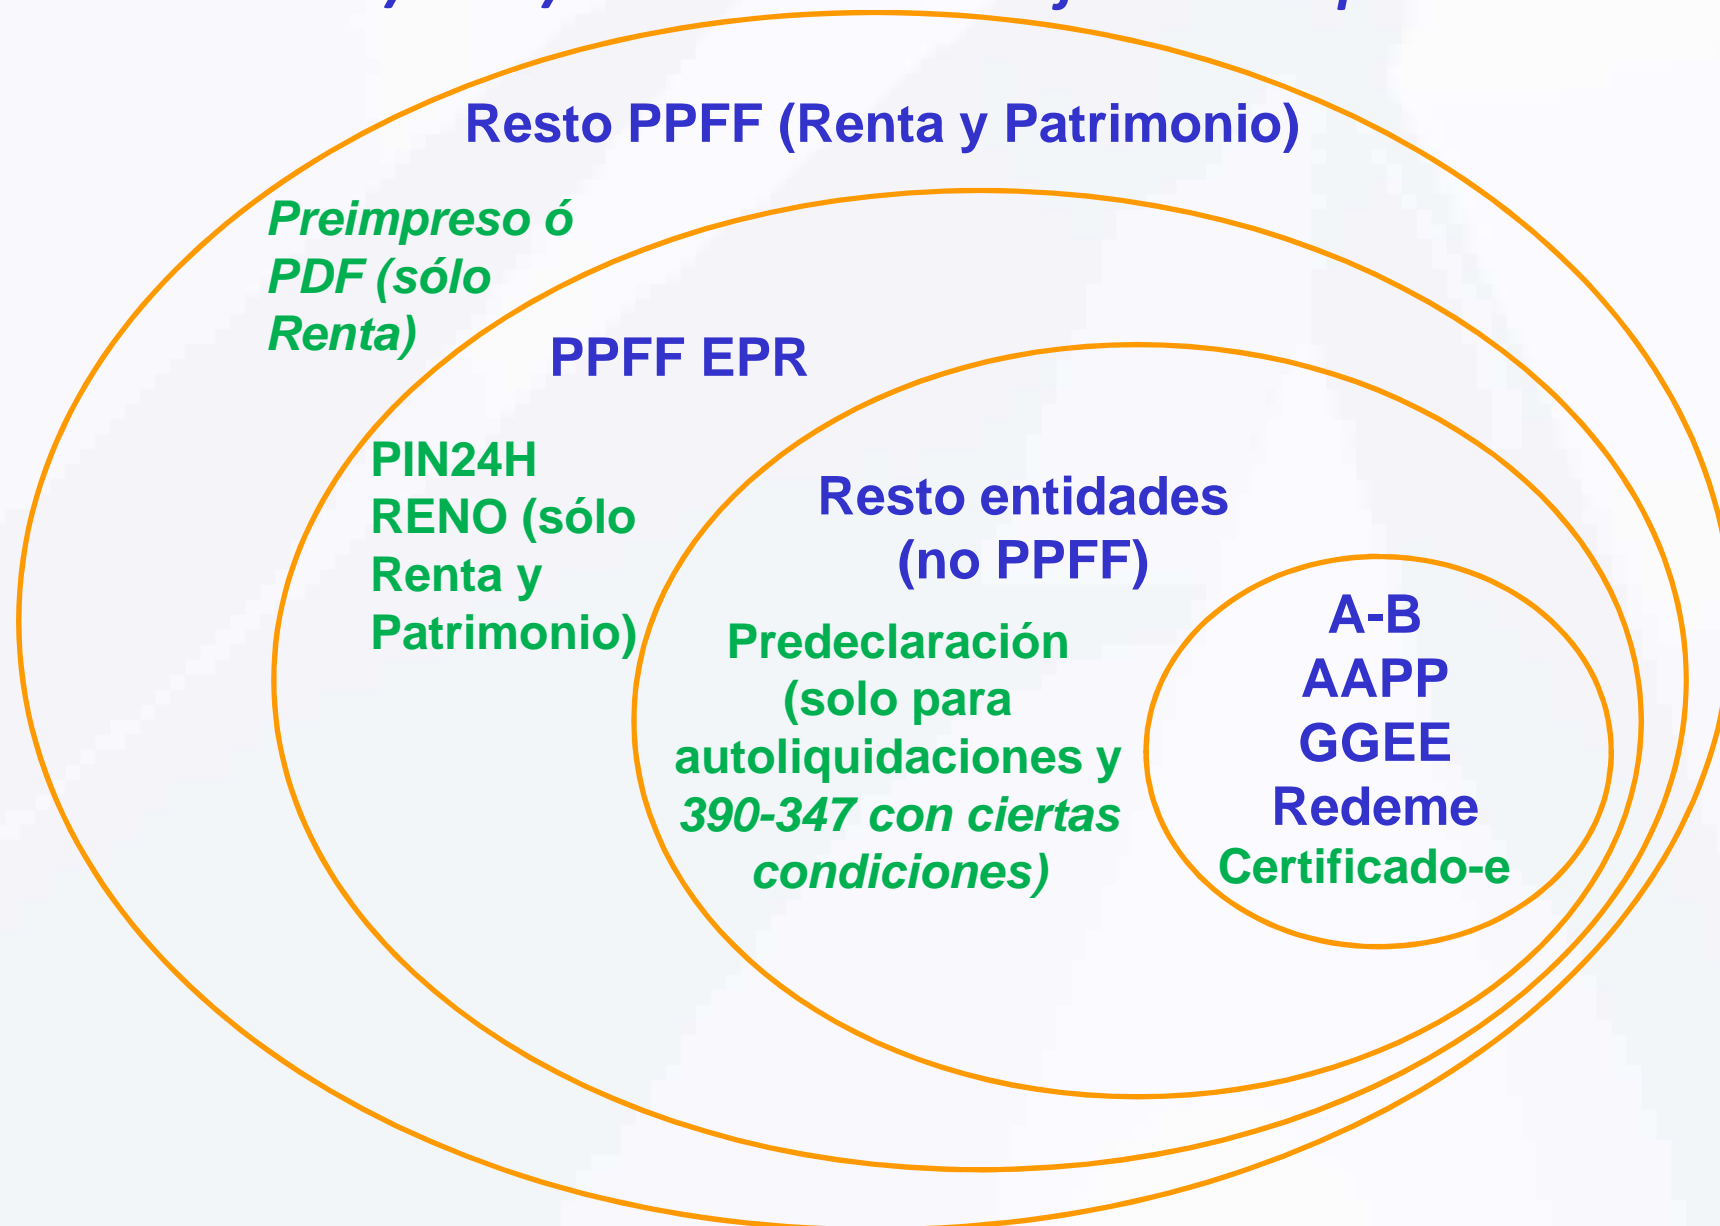 Resto PPFF (Renta y Patrimonio)
Preimpreso ó
PDF (sólo
Renta)
PPFF EPR
PIN24H
RENO (sólo
Renta y
Patrimonio)
Resto entidades
(no PPFF)
Predeclaración
(solo para
autoliquidaciones y
390-347 con ciertas
condiciones)
A-B
AAPP
GGEE
Redeme
Certificado-e